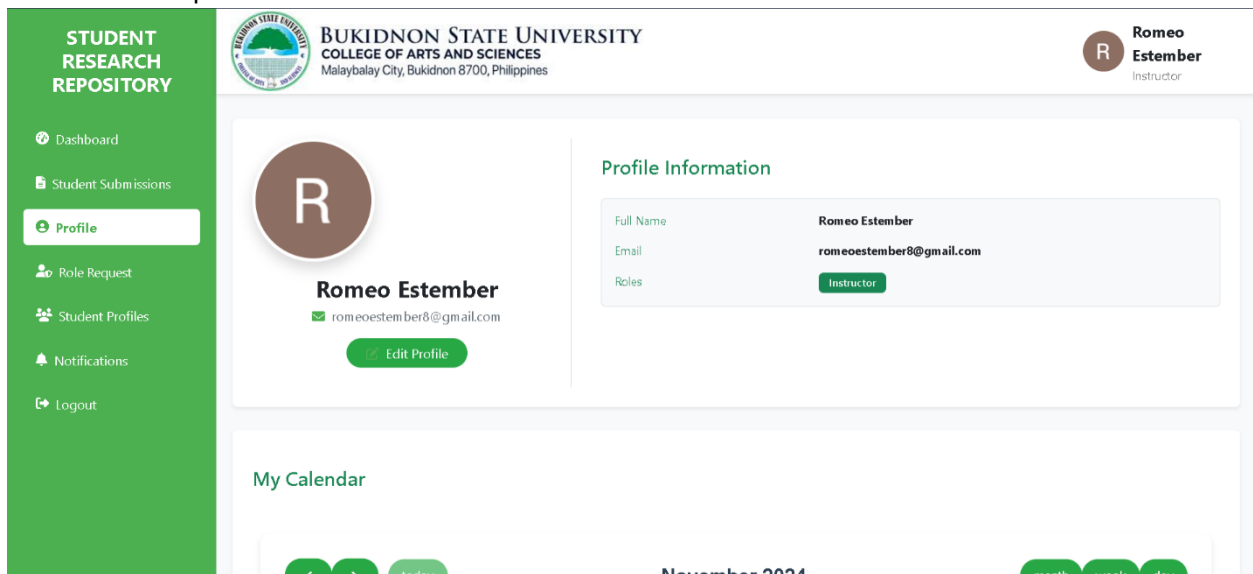 STUDENT
RESEARCH
REPOSITORY
BUKIDNON STATE UNIVERSITY
COLLEGE OF ARTS AND SCIENCES
Malaybalay City, Bukidnon 8700, Philippines
R
Romeo
Estember
Instructor
Dashboard
Student Submissions
Profile
Role Request
Student Profiles
Notifications
Logout
R
Romeo Estember
romeoestember8@gmail.com
Edit Profile
Profile Information
Full Name Romeo Estember
Email romeoestember8@gmail.com
Roles Instructor
My Calendar
today November 2024 month week day